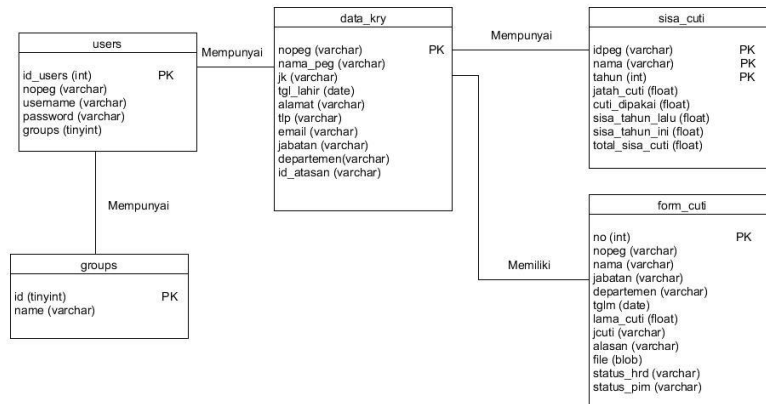 users
id_users (int) PK
nopeg (varchar)
username (varchar)
password (varchar)
groups (tinyint)
Mempunyai
data_kry
nopeg (varchar) PK
nama_peg (varchar)
jk (varchar)
tgl_lahir (date)
alamat (varchar)
tlp (varchar)
email (varchar)
jabatan (varchar)
departemen(varchar)
id_atasan (varchar)
Mempunyai
sisa_cuti
idpeg (varchar) PK
nama (varchar) PK
tahun (int) PK
jatah_cuti (float)
cuti_dipakai (float)
sisa_tahun_lalu (float)
sisa_tahun_ini (float)
total_sisa_cuti (float)
Mempunyai
groups
id (tinyint) PK
name (varchar)
Memiliki
form_cuti
no (int) PK
nopeg (varchar)
nama (varchar)
jabatan (varchar)
departemen (varchar)
tglm (date)
lama_cuti (float)
jcuti (varchar)
alasan (varchar)
file (blob)
status_hrd (varchar)
status_pim (varchar)